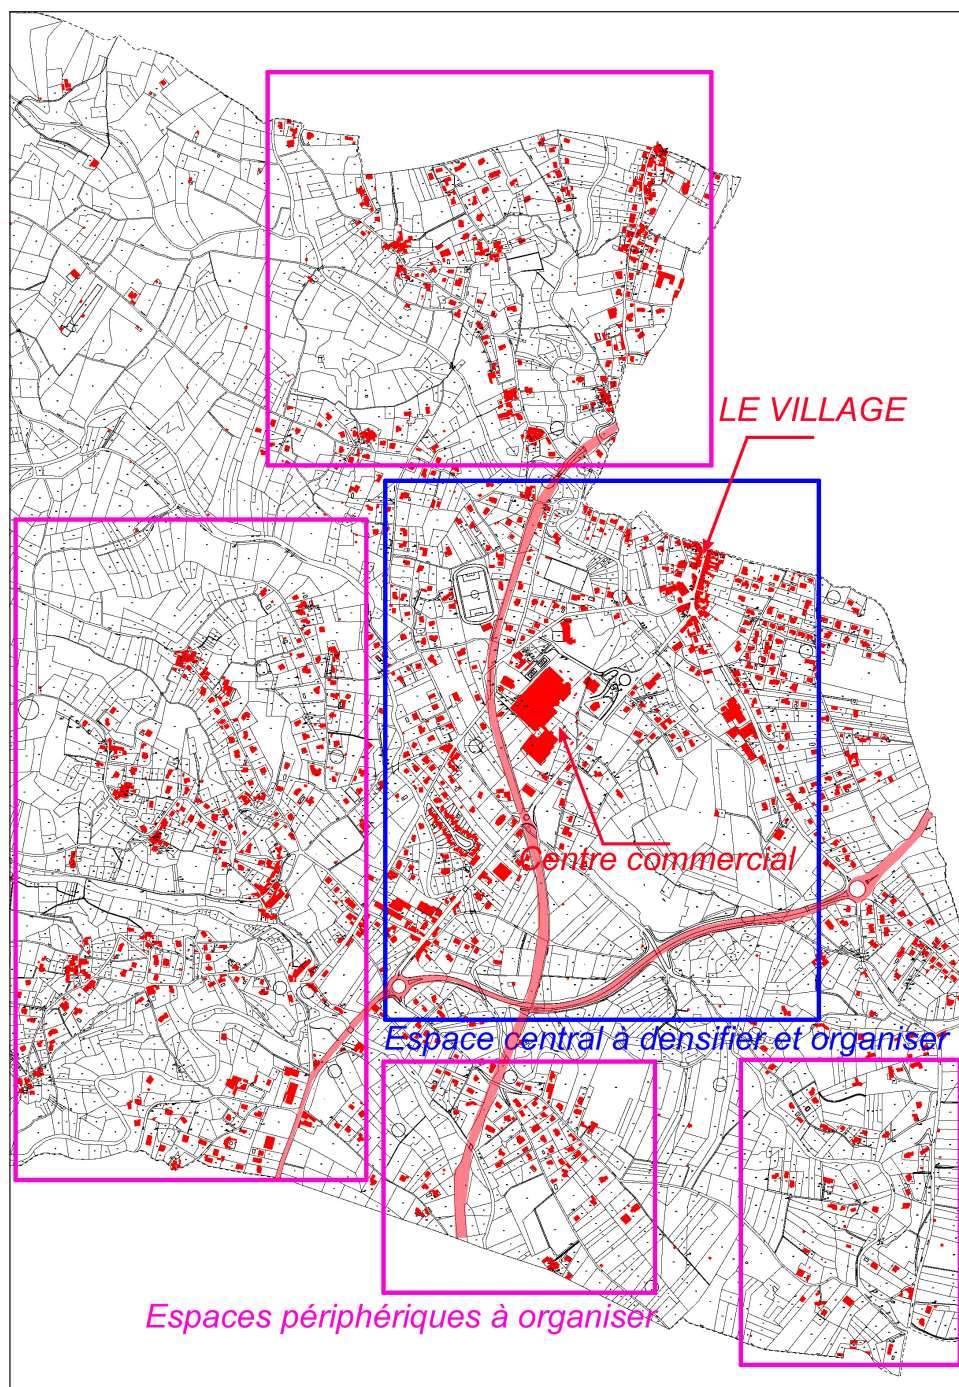 LE VILLAGE
Centre commercial
Espace central à densifier et organiser
Espaces périphériques à organiser